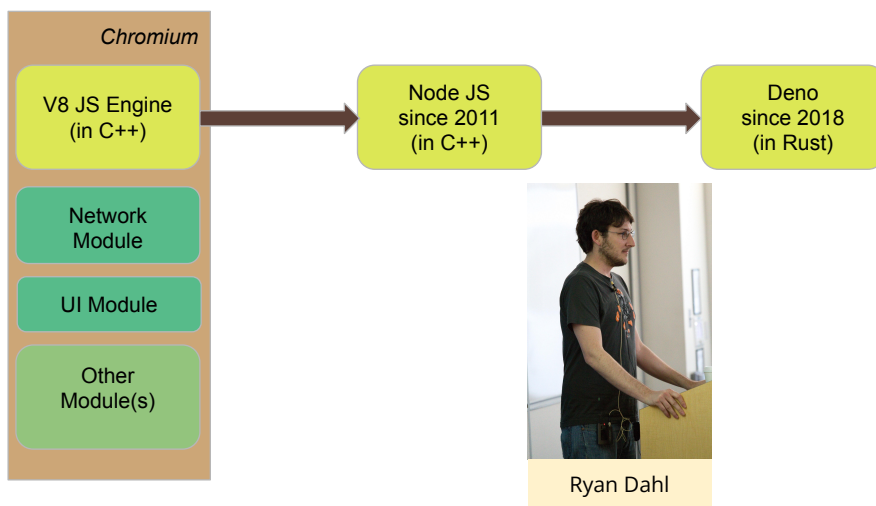 Chromium
V8 JS Engine
(in C++)
Node JS
since 2011
(in C++)
Deno
since 2018
(in Rust)
Network
Module
UI Module
Other
Module(s)
Ryan Dahl